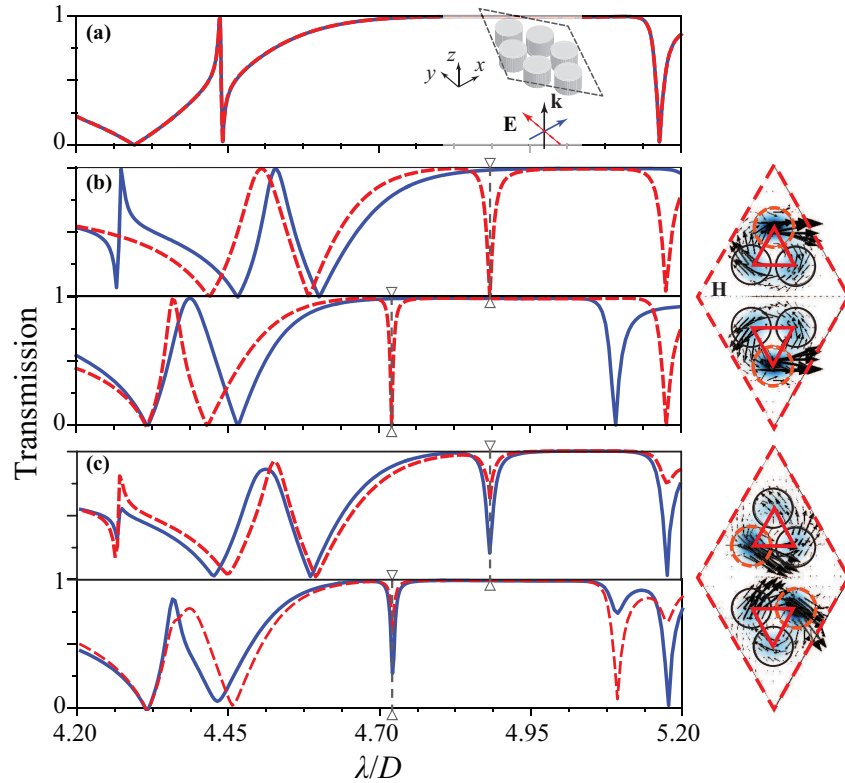 1
(a)
z
y
x
k
E
0
(b)
H
1
0
(c)
1
0
Transmission
4.20
4.45
4.70
4.95
5.20
λ/D